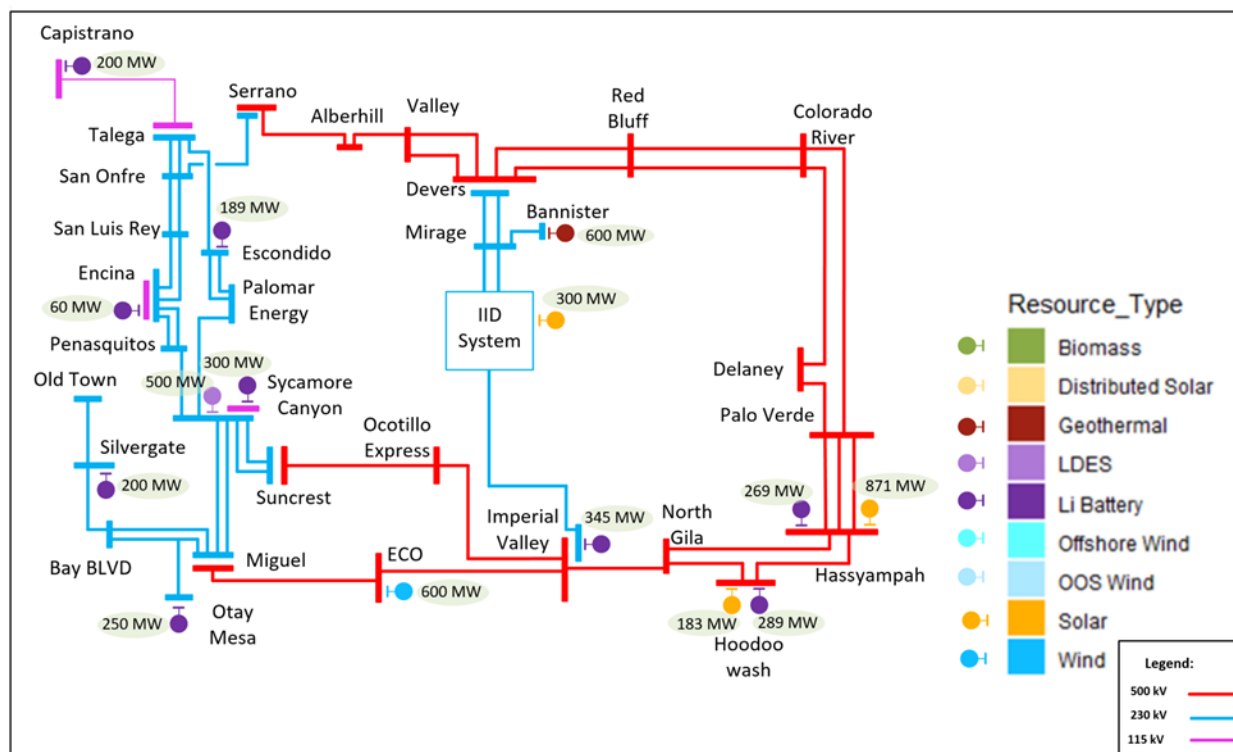 Capistrano
200 MW
Serrano
Alberhill
Valley
Red
Bluff
Colorado
River
Talega
San Onfre
Devers
189 MW
Bannister
600 MW
San Luis Rey
Mirage
Escondido
Encina
60 MW
Palomar
Energy
IID
System
300 MW
Penasquitos
300 MW
Old Town
500 MW
Sycamore
Canyon
Delaney
Palo Verde
Ocotillo
Express
Silvergate
200 MW
Suncrest
269 MW
871 MW
Imperial
Valley
345 MW
North
Gila
Bay BLVD
Miguel
ECO
600 MW
Hassyampah
250 MW
Otay
Mesa
183 MW
289 MW
Hoodoo
wash
Resource_Type
Biomass
Distributed Solar
Geothermal
LDES
Li Battery
Offshore Wind
OOS Wind
Solar
Wind
Legend:
500 kV
230 kV
115 kV